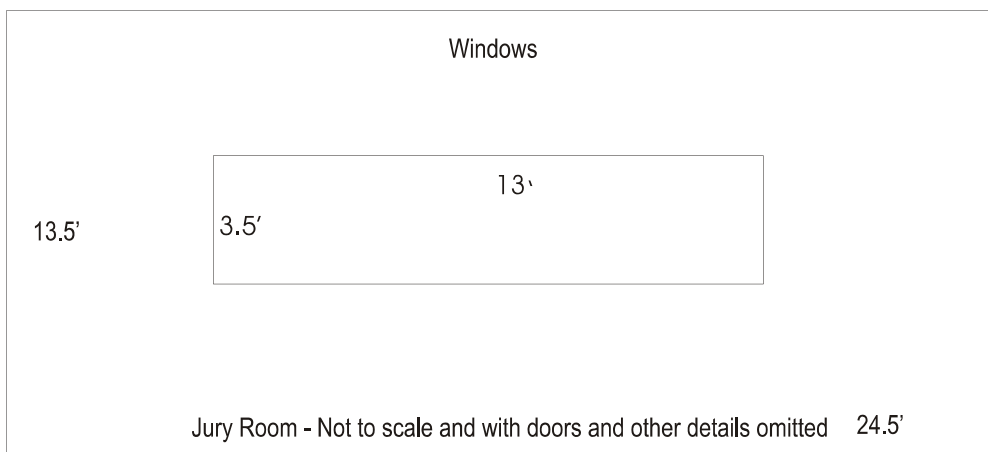 Windows
13`
13.5’
3.5’
Jury Room - Not to scale and with doors and other details omitted 24.5’